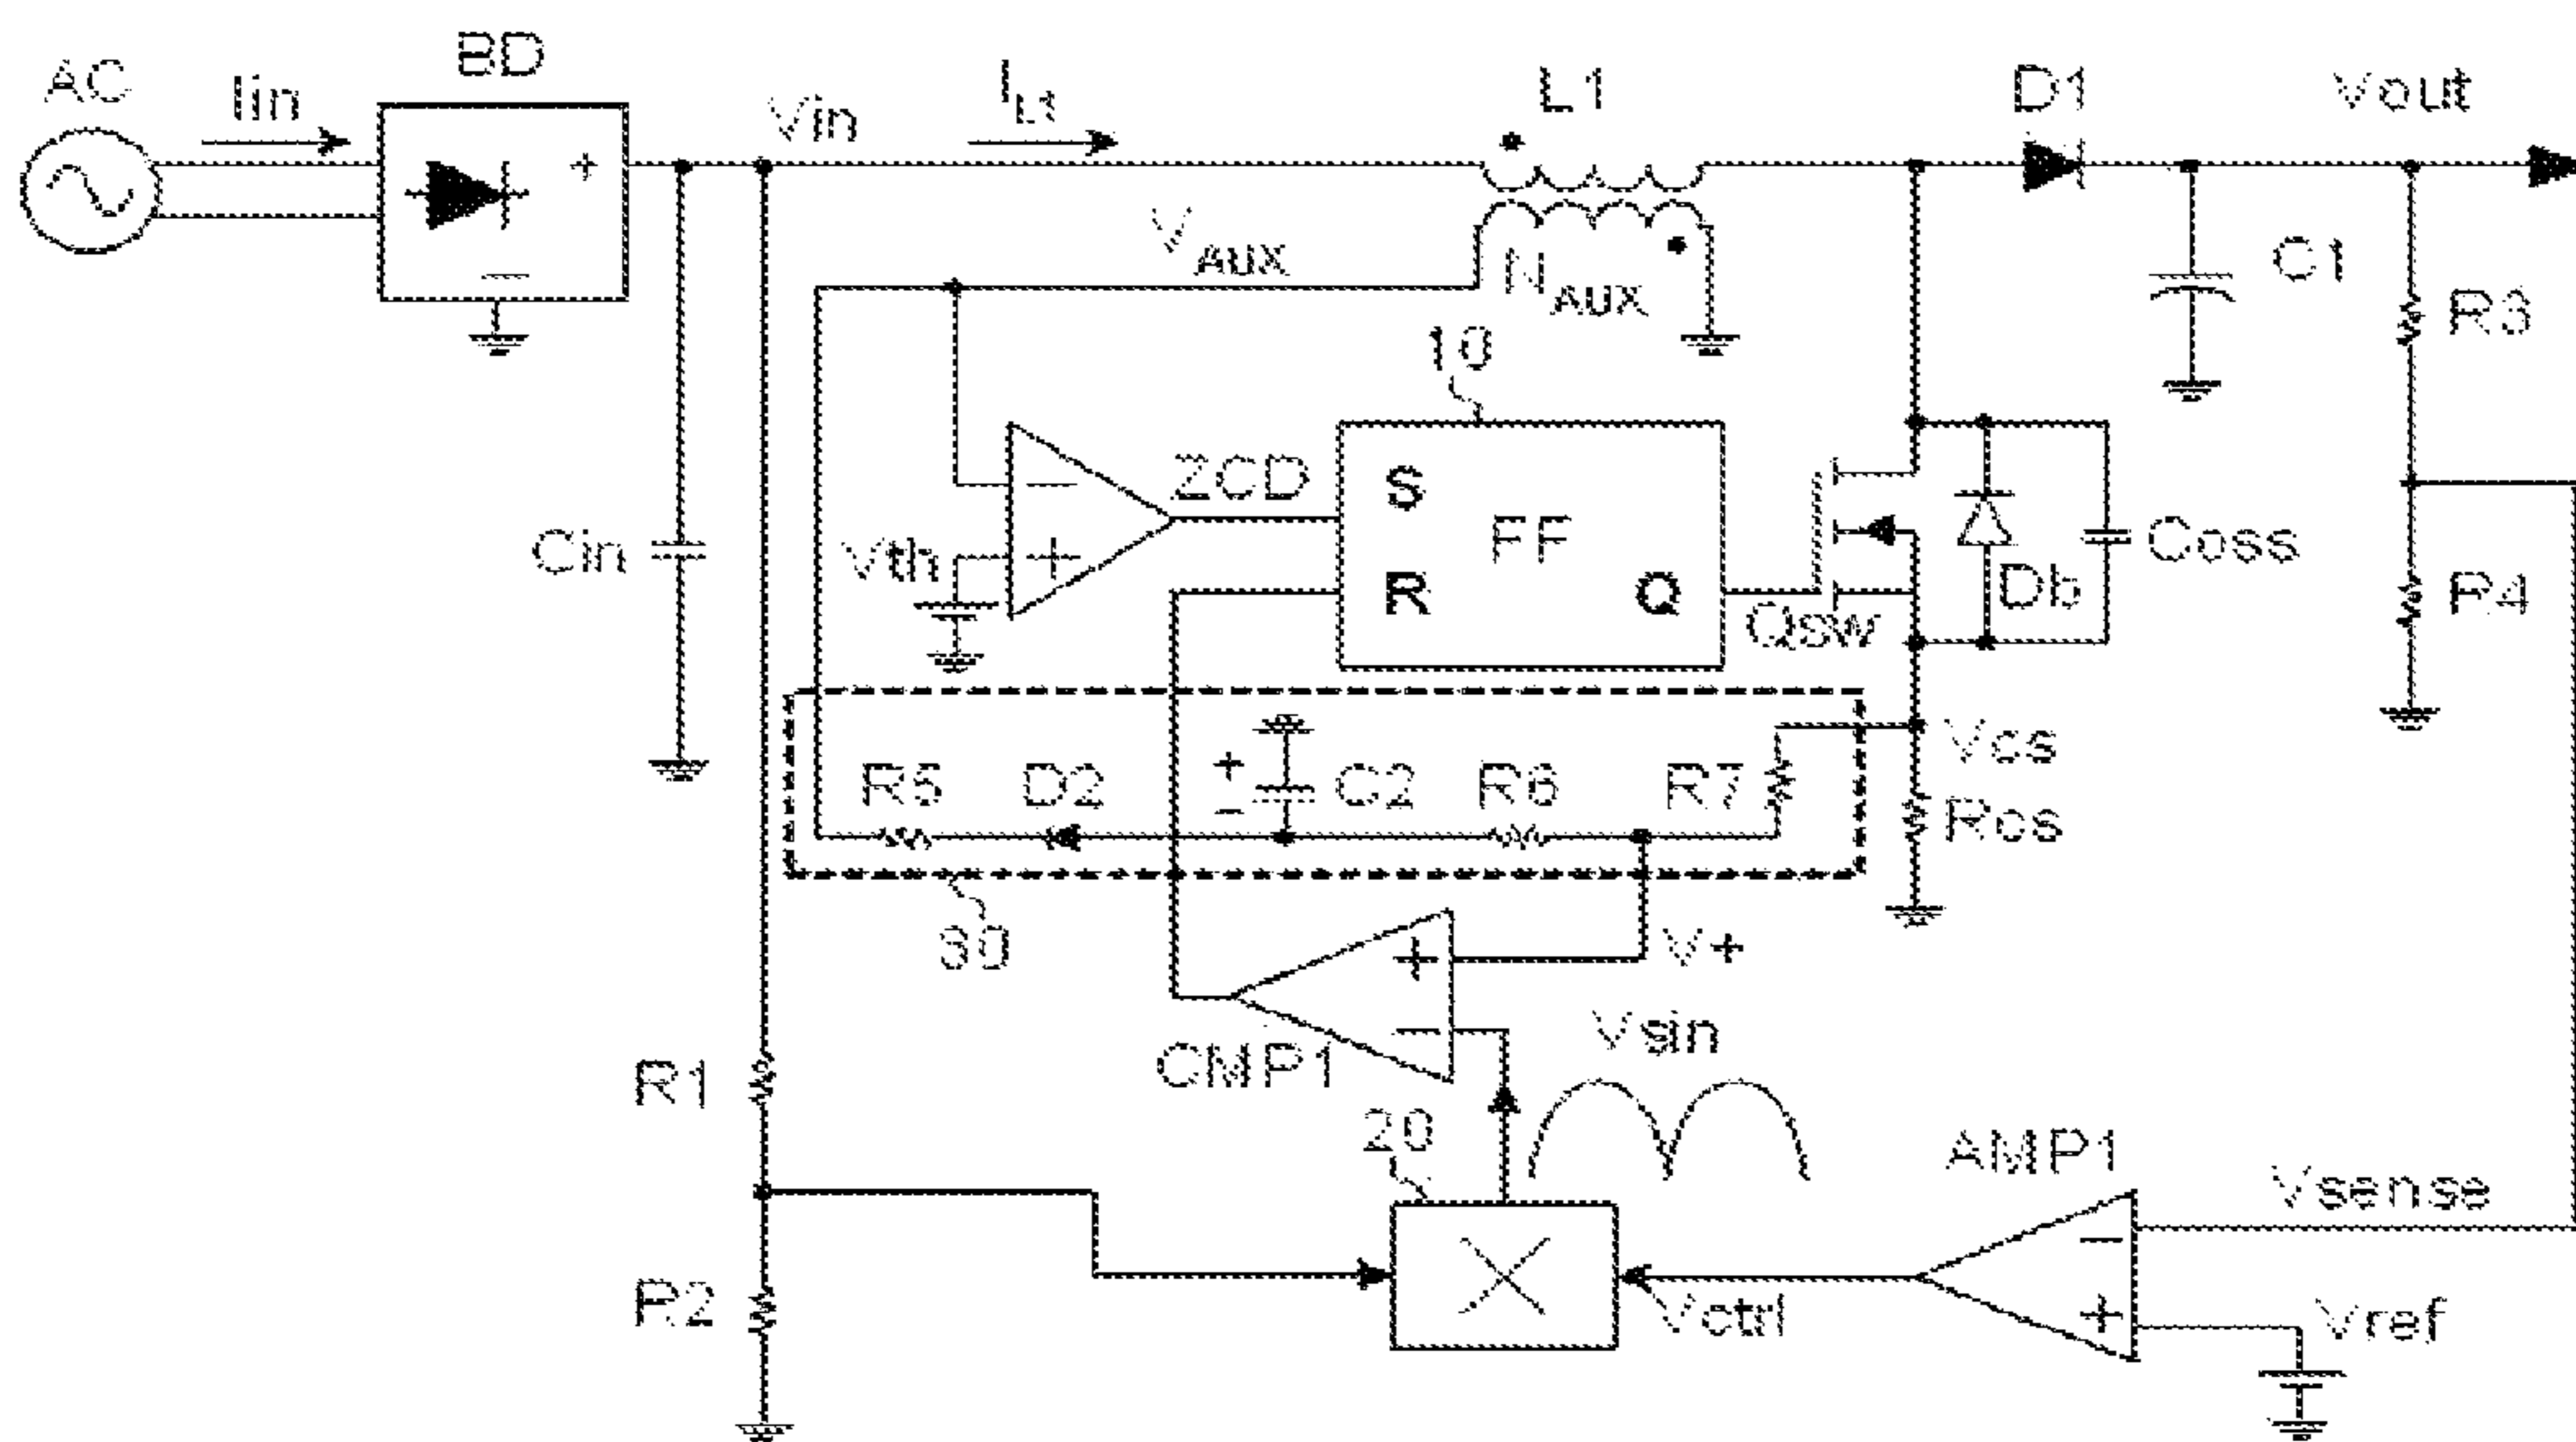 AC
Iin
BD
+
−
Vin
IL1
L1
D1
Vout
VAUX
NAUX
C1
R3
10
ZCD
S
FF
R
Q
Vth
−
+
Cin
Qsw
Db
Coss
R4
R5
D2
+
−
C2
R6
R7
Vcs
Rcs
30
+
−
V+
CMP1
Vsin
R1
20
AMP1
Vsense
R2
Vctrl
−
+
Vref